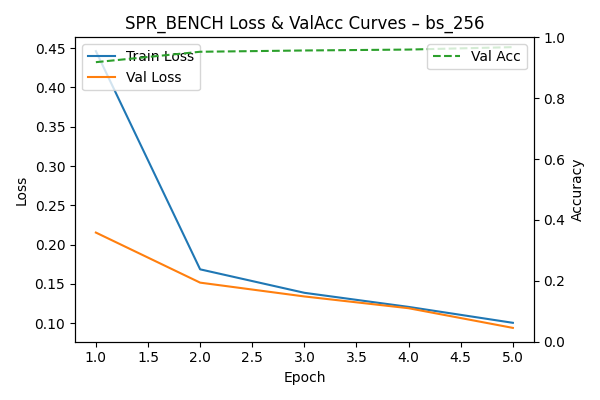 SPR_BENCH Loss & ValAcc Curves – bs_256
Train Loss
Val Loss
Val Acc
Loss
0.45
0.40
0.35
0.30
0.25
0.20
0.15
0.10
1.0
0.8
0.6
0.4
0.2
0.0
Accuracy
1.0 1.5 2.0 2.5 3.0 3.5 4.0 4.5 5.0
Epoch